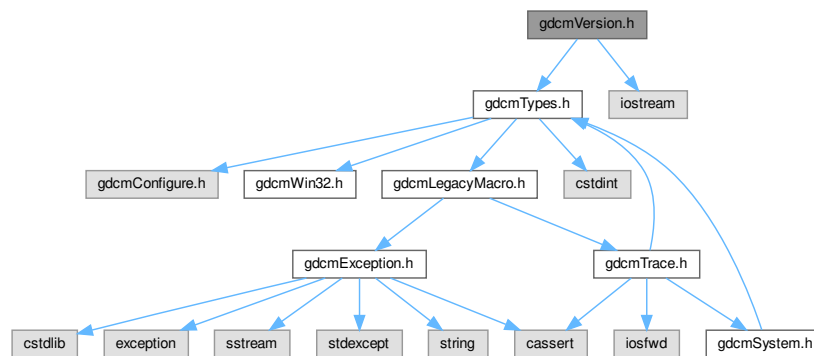 gdcmVersion.h
gdcmTypes.h
iostream
gdcmConfigure.h
gdcmWin32.h
gdcmLegacyMacro.h
cstdint
gdcmException.h
gdcmTrace.h
cstdlib
exception
sstream
stdexcept
string
cassert
iosfwd
gdcmSystem.h